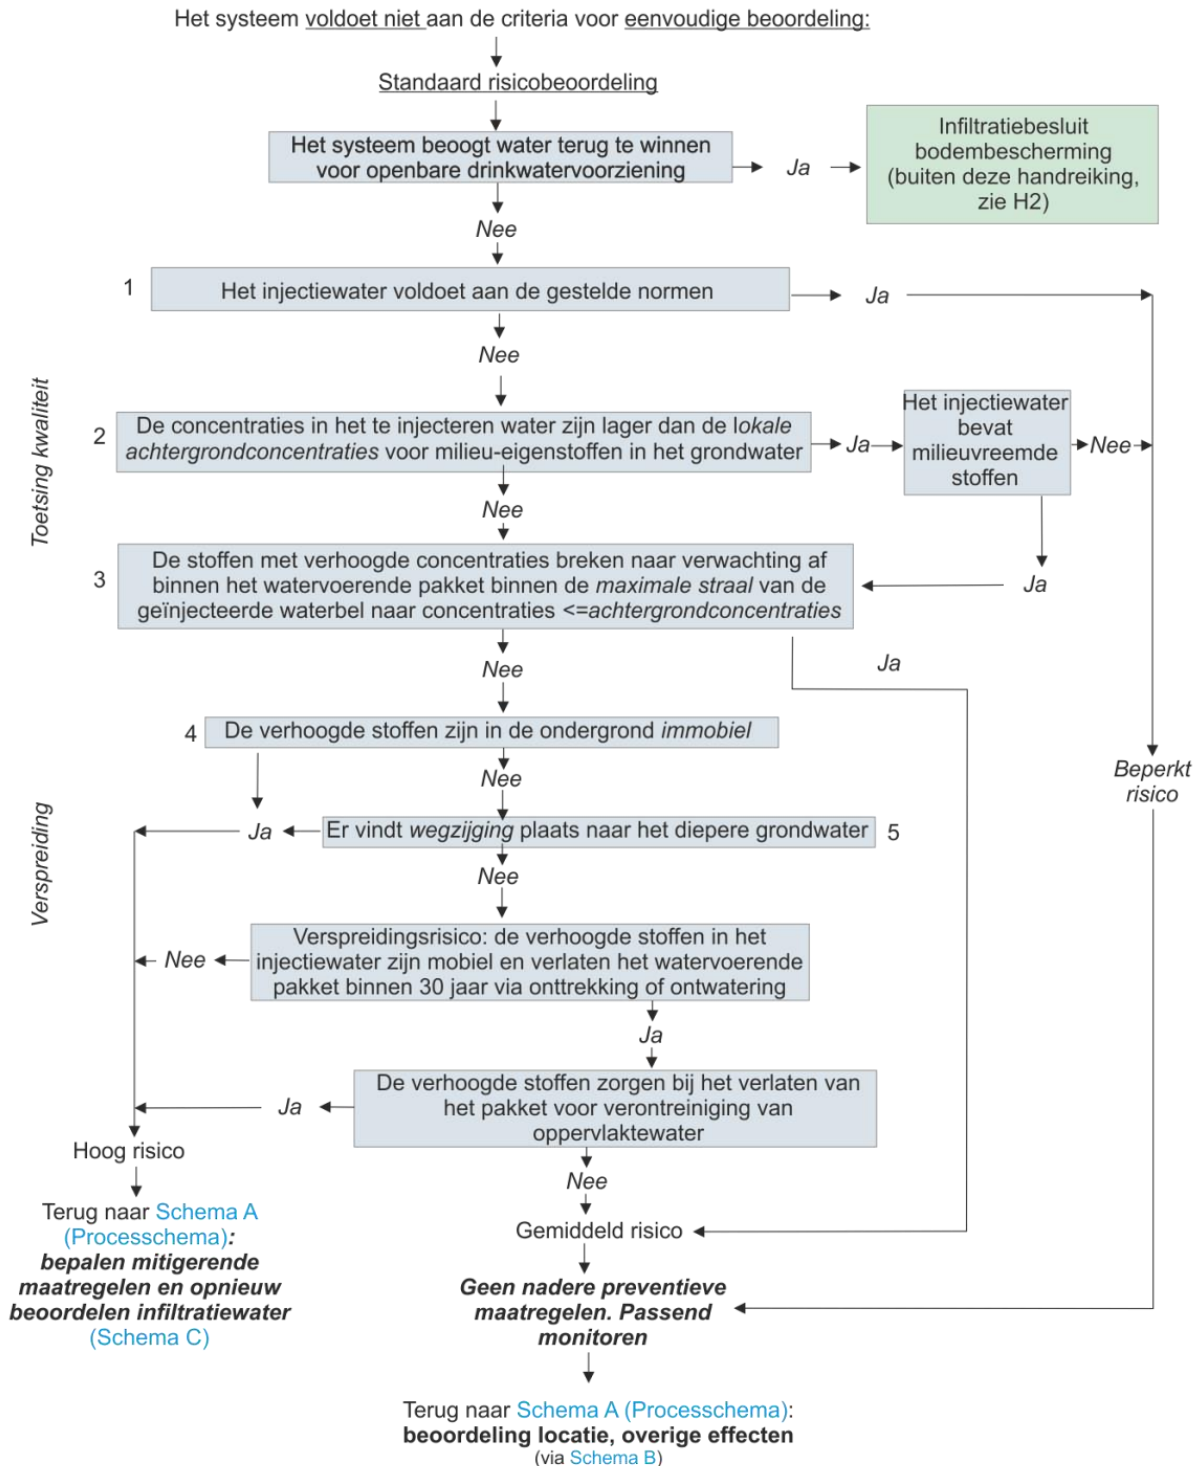 Het systeem voldoet niet aan de criteria voor eenvoudige beoordeling:
Standaard risicobeoordeling
Het systeem beoogt water terug te winnen
voor openbare drinkwatervoorziening
Ja
Infiltratiebesluit
bodembescherming
(buiten deze handreiking,
zie H2)
Nee
Toetsing kwaliteit
1
Het injectiewater voldoet aan de gestelde normen
Ja
Nee
2
De concentraties in het te injecteren water zijn lager dan de lokale
achtergrondconcentraties voor milieu-eigenstoffen in het grondwater
Ja
Het injectiewater
bevat
milieuvreemde
stoffen
Nee
Nee
Ja
3
De stoffen met verhoogde concentraties breken naar verwachting af
binnen het watervoerende pakket binnen de maximale straal van de
geïnjecteerde waterbel naar concentraties <=achtergrondconcentraties
Nee
Ja
Verspreiding
4
De verhoogde stoffen zijn in de ondergrond immobiel
Nee
Beperkt
risico
Ja
Er vindt wegzijging plaats naar het diepere grondwater
5
Nee
Verspreidingsrisico: de verhoogde stoffen in het
injectiewater zijn mobiel en verlaten het watervoerende
pakket binnen 30 jaar via onttrekking of ontwatering
Nee
Ja
De verhoogde stoffen zorgen bij het verlaten van
het pakket voor verontreiniging van
oppervlaktewater
Ja
Nee
Hoog risico
Terug naar Schema A
(Processchema):
bepalen mitigerende
maatregelen en opnieuw
beoordelen infiltratiewater
(Schema C)
Gemiddeld risico
Geen nadere preventieve
maatregelen. Passend
monitoren
Terug naar Schema A (Processchema):
beoordeling locatie, overige effecten
(via Schema B)